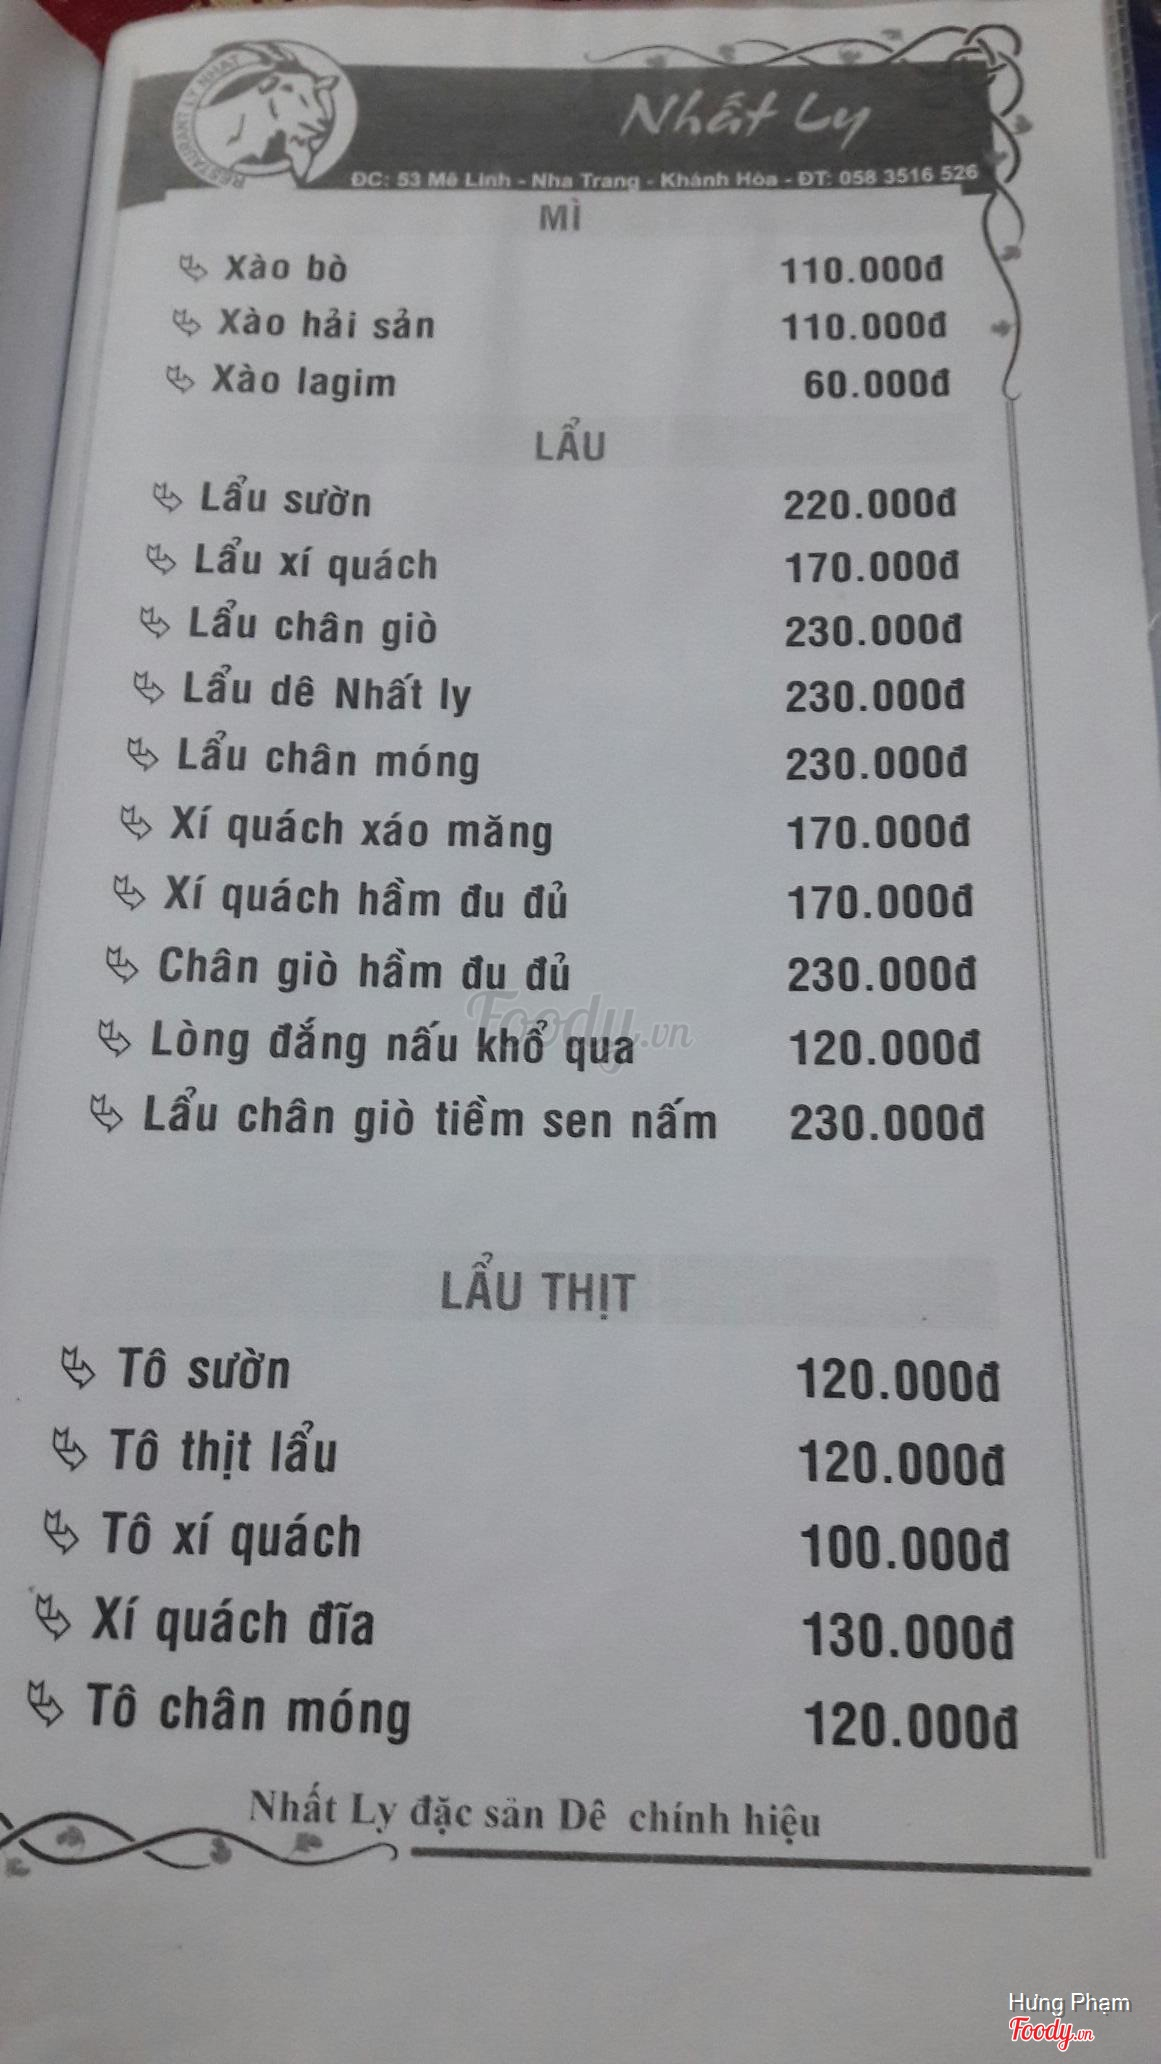 RESTAURANT LY NHAT
Nhất Ly
ĐC: 53 Mê Linh - Nha Trang - Khánh Hòa - ĐT: 058 3516 526
MÌ
Xào bò 110.000đ
Xào hải sản 110.000đ
Xào lagim 60.000đ
LẨU
Lẩu sườn 220.000đ
Lẩu xí quách 170.000đ
Lẩu chân giò 230.000đ
Lẩu dê Nhất ly 230.000đ
Lẩu chân móng 230.000đ
Xí quách xáo măng 170.000đ
Xí quách hầm đu đủ 170.000đ
Chân giò hầm đu đủ 230.000đ
Lòng đắng nấu khổ qua 120.000đ
Foody.vn
Lẩu chân giò tiềm sen nấm 230.000đ
LẨU THỊT
Tô sườn 120.000đ
Tô thịt lẩu 120.000đ
Tô xí quách 100.000đ
Xí quách đĩa 130.000đ
Tô chân móng 120.000đ
Nhất Ly đặc sản Dê chính hiệu
Hưng Phạm
Foody.vn